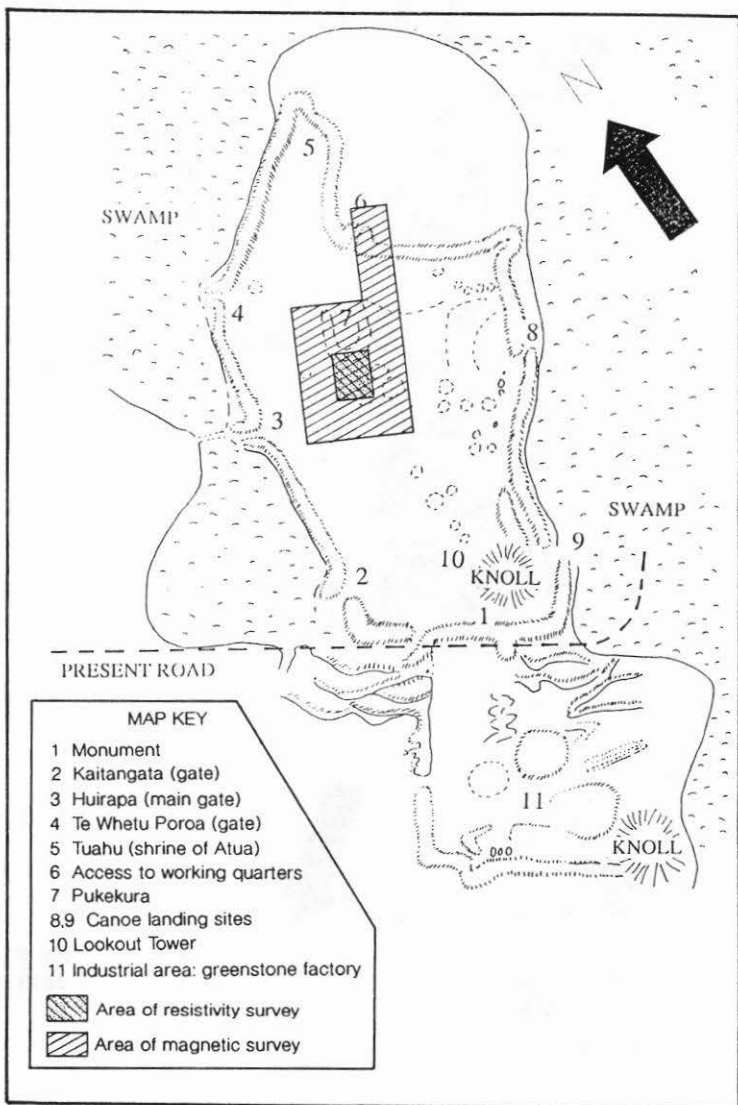 N
5
6
SWAMP
7
4
8
3
SWAMP
10
9
2
KNOLL
1
PRESENT ROAD
11
KNOLL
MAP KEY
1 Monument
2 Kaitangata (gate)
3 Huirapa (main gate)
4 Te Whetu Poroa (gate)
5 Tuahu (shrine of Atua)
6 Access to working quarters
7 Pukekura
8,9 Canoe landing sites
10 Lookout Tower
11 Industrial area: greenstone factory
Area of resistivity survey
Area of magnetic survey